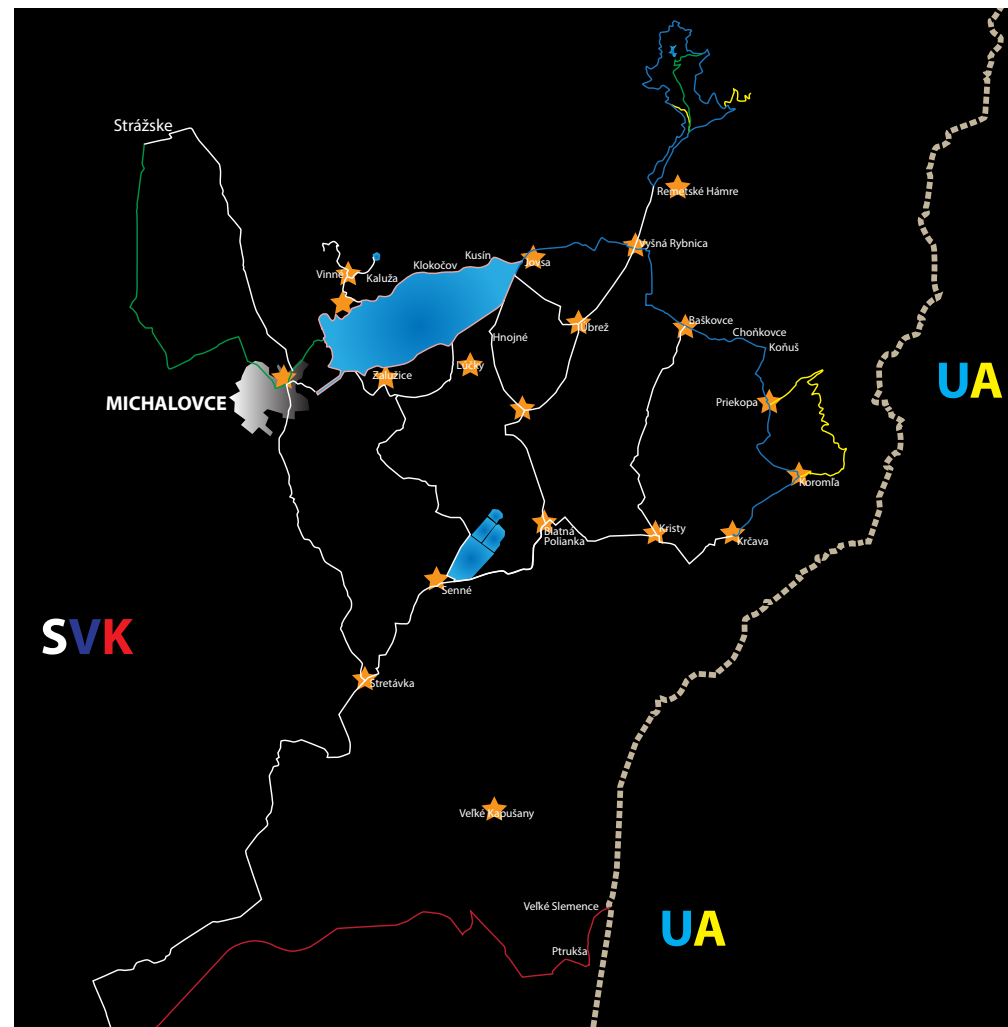 Strážske
Remetské Hámre
Vyšná Rybnica
Kusín
Jovsa
Klokočov
Vinné
Kaluža
Baškovce
Úbrež
Choňkovce
Hnojné
Koňuš
Lúčky
Zalužice
UA
MICHALOVCE
Priekopa
Koromľa
Kristy
Blatná
Polianka
Krčava
Senné
SVK
Stretávka
Veľké Kapušany
Veľké Slemence
UA
Ptrukša